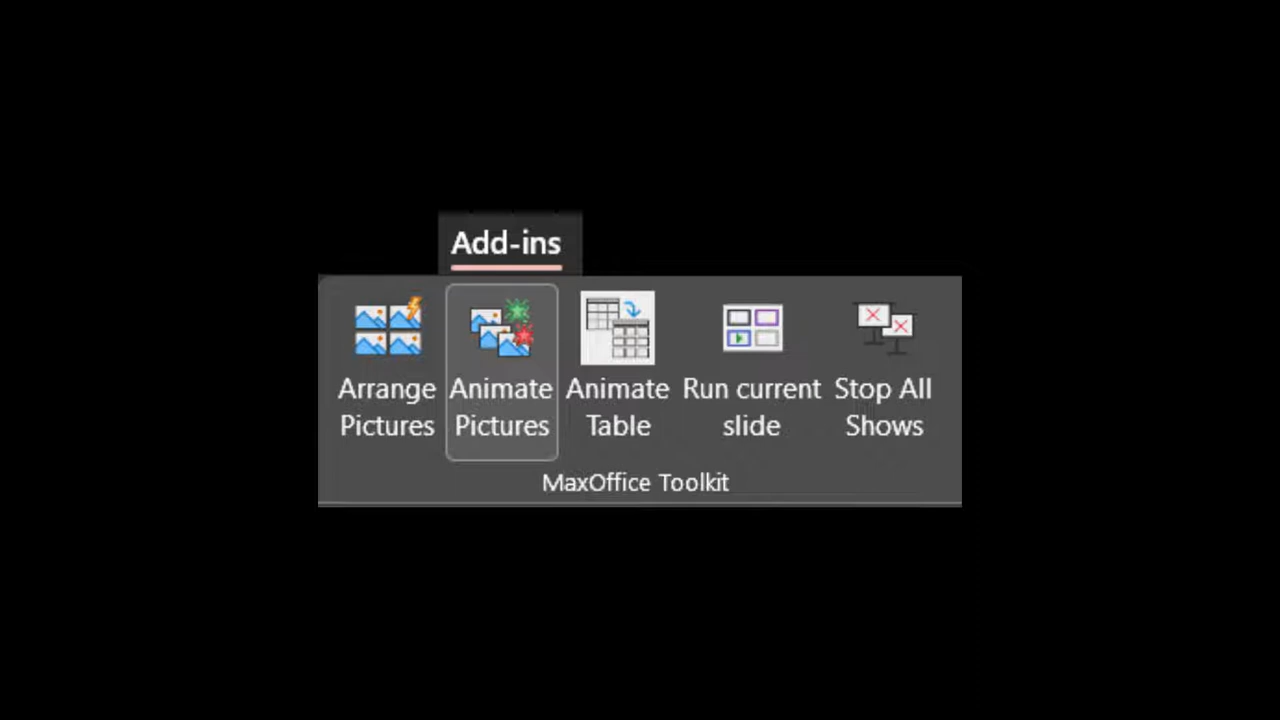 Add-ins
Arrange Pictures
Animate Pictures
Animate Table
Run current slide
Stop All Shows
MaxOffice Toolkit